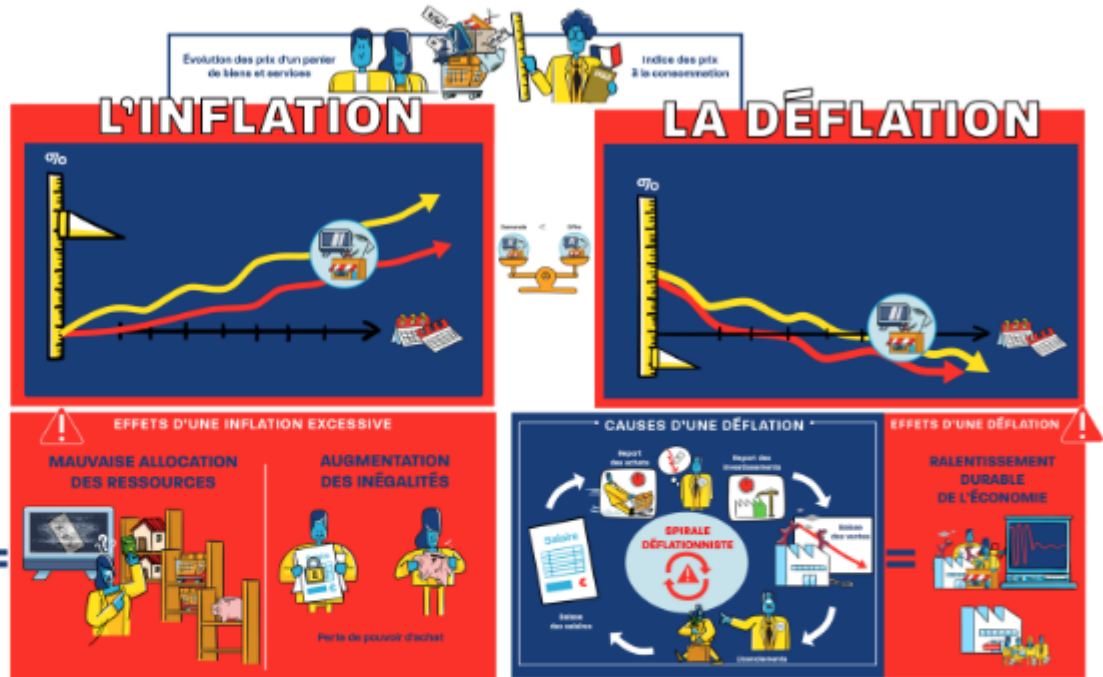 Évolution des prix d'un panier
de biens et services
Indice des prix
à la consommation
L'INFLATION
LA DÉFLATION
%
%
Demande < Offre
EFFETS D'UNE INFLATION EXCESSIVE
MAUVAISE ALLOCATION
DES RESSOURCES
AUGMENTATION
DES INÉGALITÉS
Perte de pouvoir d'achat
CAUSES D'UNE DÉFLATION
Report
des achats
Report des
investissements
Baisse
des ventes
Licenciements
Baisse
des salaires
Salaire
€
SPIRALE
DÉFLATIONNISTE
EFFETS D'UNE DÉFLATION
RALENTISSEMENT
DURABLE
DE L'ÉCONOMIE